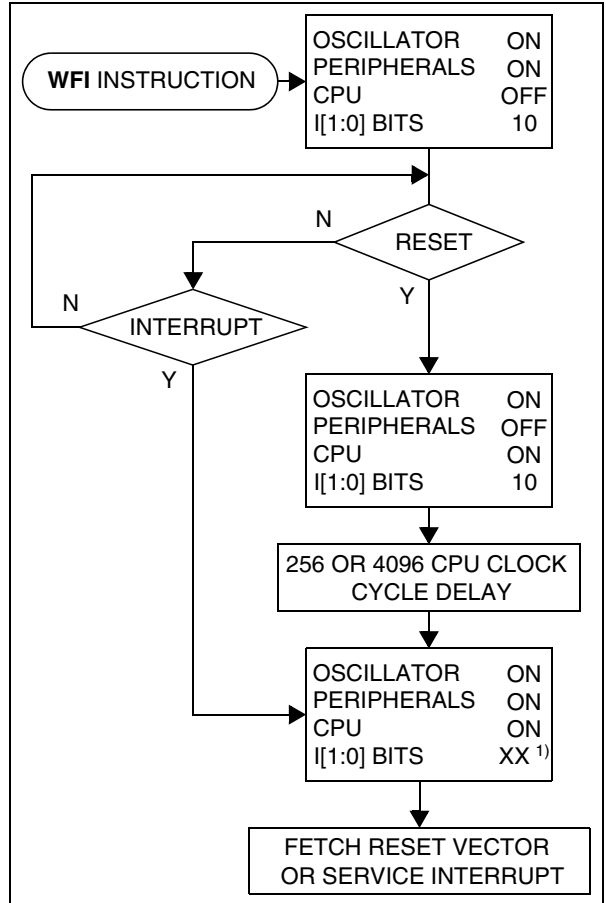 WFI INSTRUCTION
OSCILLATOR ON
PERIPHERALS ON
CPU OFF
I[1:0] BITS 10
N
RESET
Y
N
INTERRUPT
Y
OSCILLATOR ON
PERIPHERALS OFF
CPU ON
I[1:0] BITS 10
256 OR 4096 CPU CLOCK
CYCLE DELAY
OSCILLATOR ON
PERIPHERALS ON
CPU ON
I[1:0] BITS XX 1)
FETCH RESET VECTOR
OR SERVICE INTERRUPT